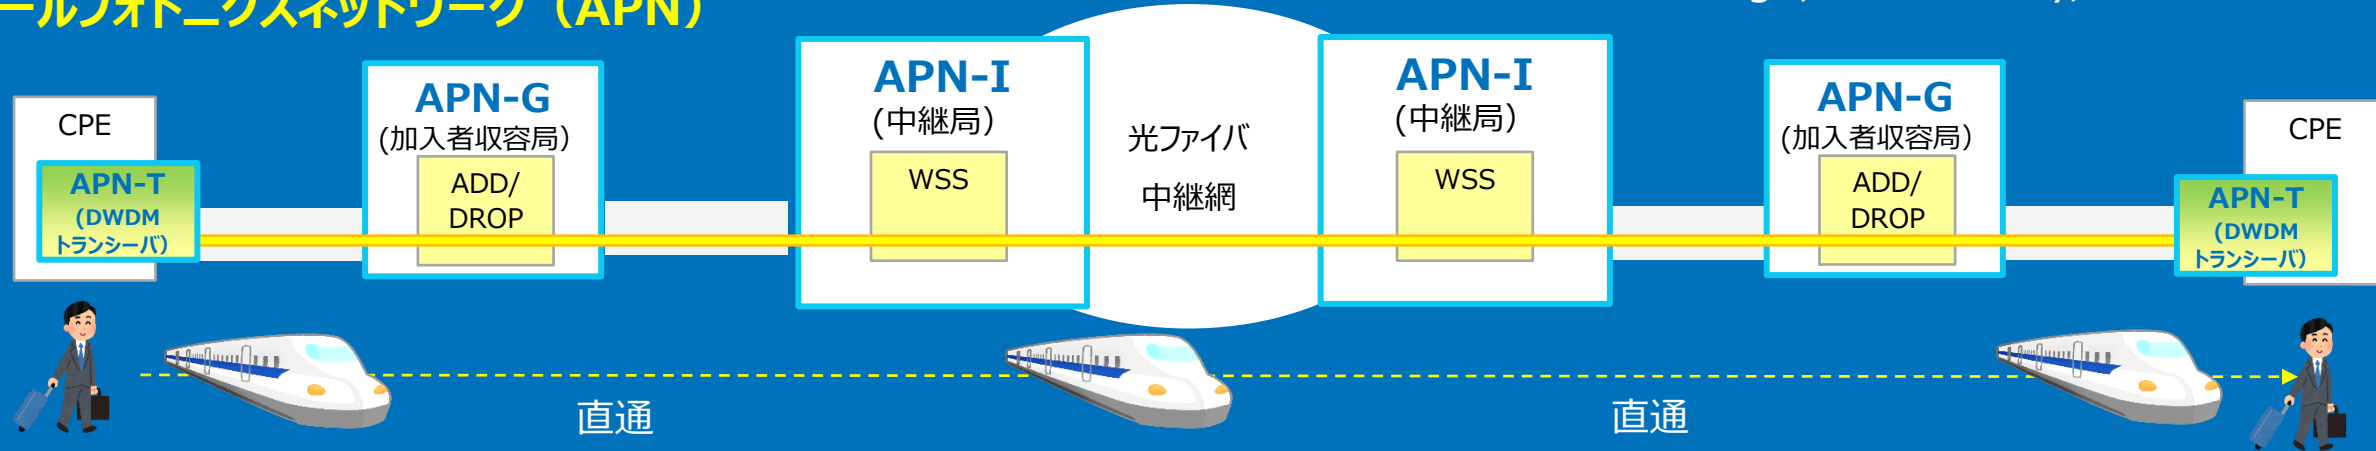 ールフォトニクスネットワーク（APN）
CPE
APN-T
(DWDM
トランシーバ）
APN-G
(加入者収容局）
ADD/
DROP
APN-I
(中継局）
WSS
光ファイバ
中継網
APN-I
(中継局）
WSS
APN-G
(加入者収容局）
ADD/
DROP
CPE
APN-T
(DWDM
トランシーバ）
直通
直通